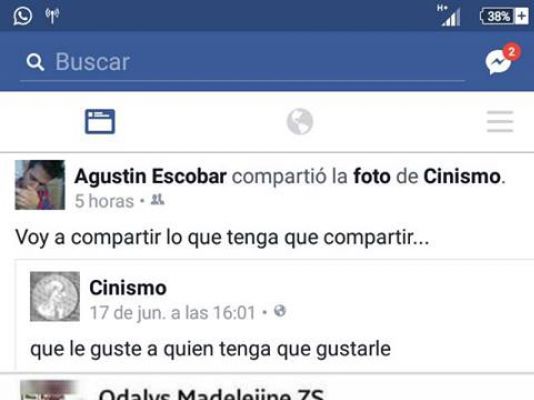 H+
38%
Buscar
2
Agustin Escobar compartió la foto de Cinismo.
5 horas
Voy a compartir lo que tenga que compartir...
Cinismo
17 de jun. a las 16:01
que le guste a quien tenga que gustarle
Odalys Madelejine ZS